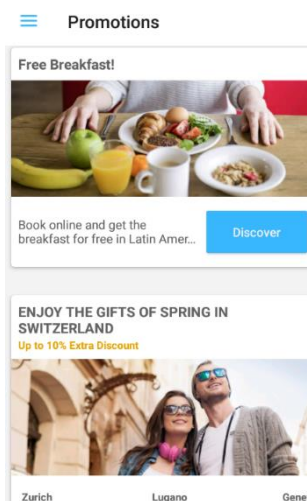 Promotions
Free Breakfast!
Book online and get the
breakfast for free in Latin Amer...
Discover
ENJOY THE GIFTS OF SPRING IN
SWITZERLAND
Up to 10% Extra Discount
Zurich Lugano Gene